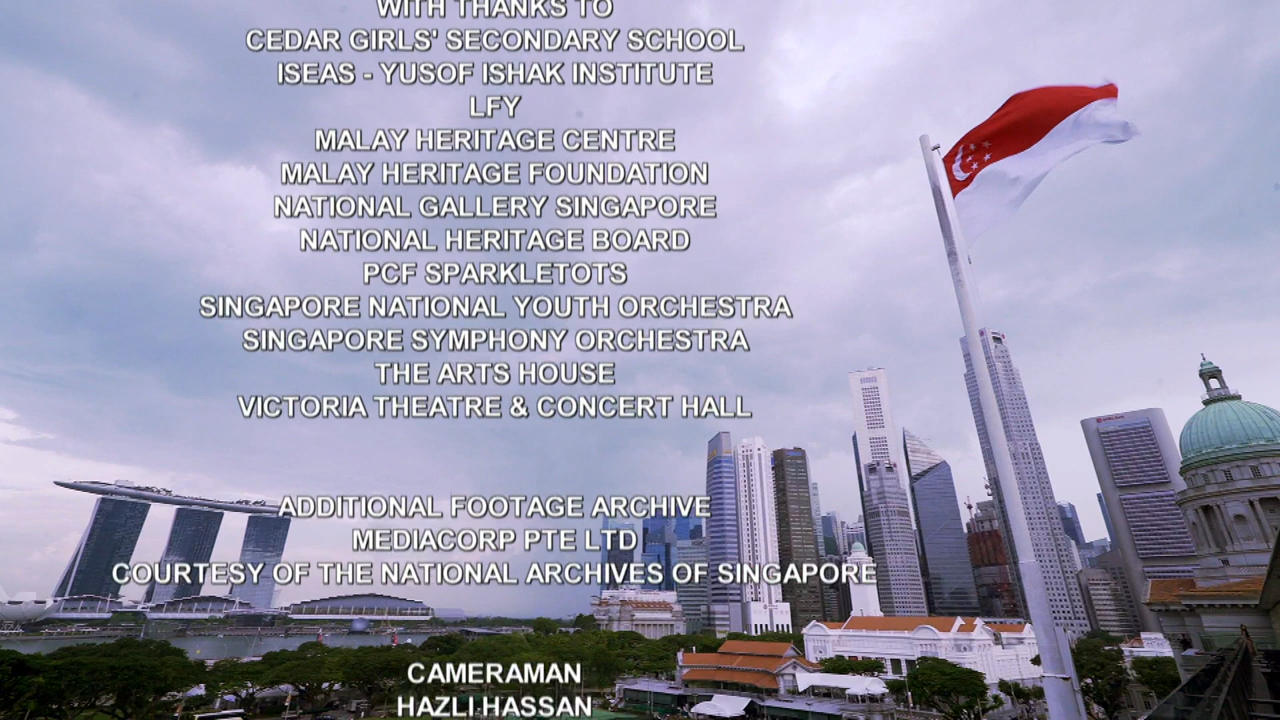 WITH THANKS TO
CEDAR GIRLS' SECONDARY SCHOOL
ISEAS - YUSOF ISHAK INSTITUTE
LFY
MALAY HERITAGE CENTRE
MALAY HERITAGE FOUNDATION
NATIONAL GALLERY SINGAPORE
NATIONAL HERITAGE BOARD
PCF SPARKLETOTS
SINGAPORE NATIONAL YOUTH ORCHESTRA
SINGAPORE SYMPHONY ORCHESTRA
THE ARTS HOUSE
VICTORIA THEATRE & CONCERT HALL
ADDITIONAL FOOTAGE ARCHIVE
MEDIACORP PTE LTD
COURTESY OF THE NATIONAL ARCHIVES OF SINGAPORE
CAMERAMAN
HAZLI HASSAN